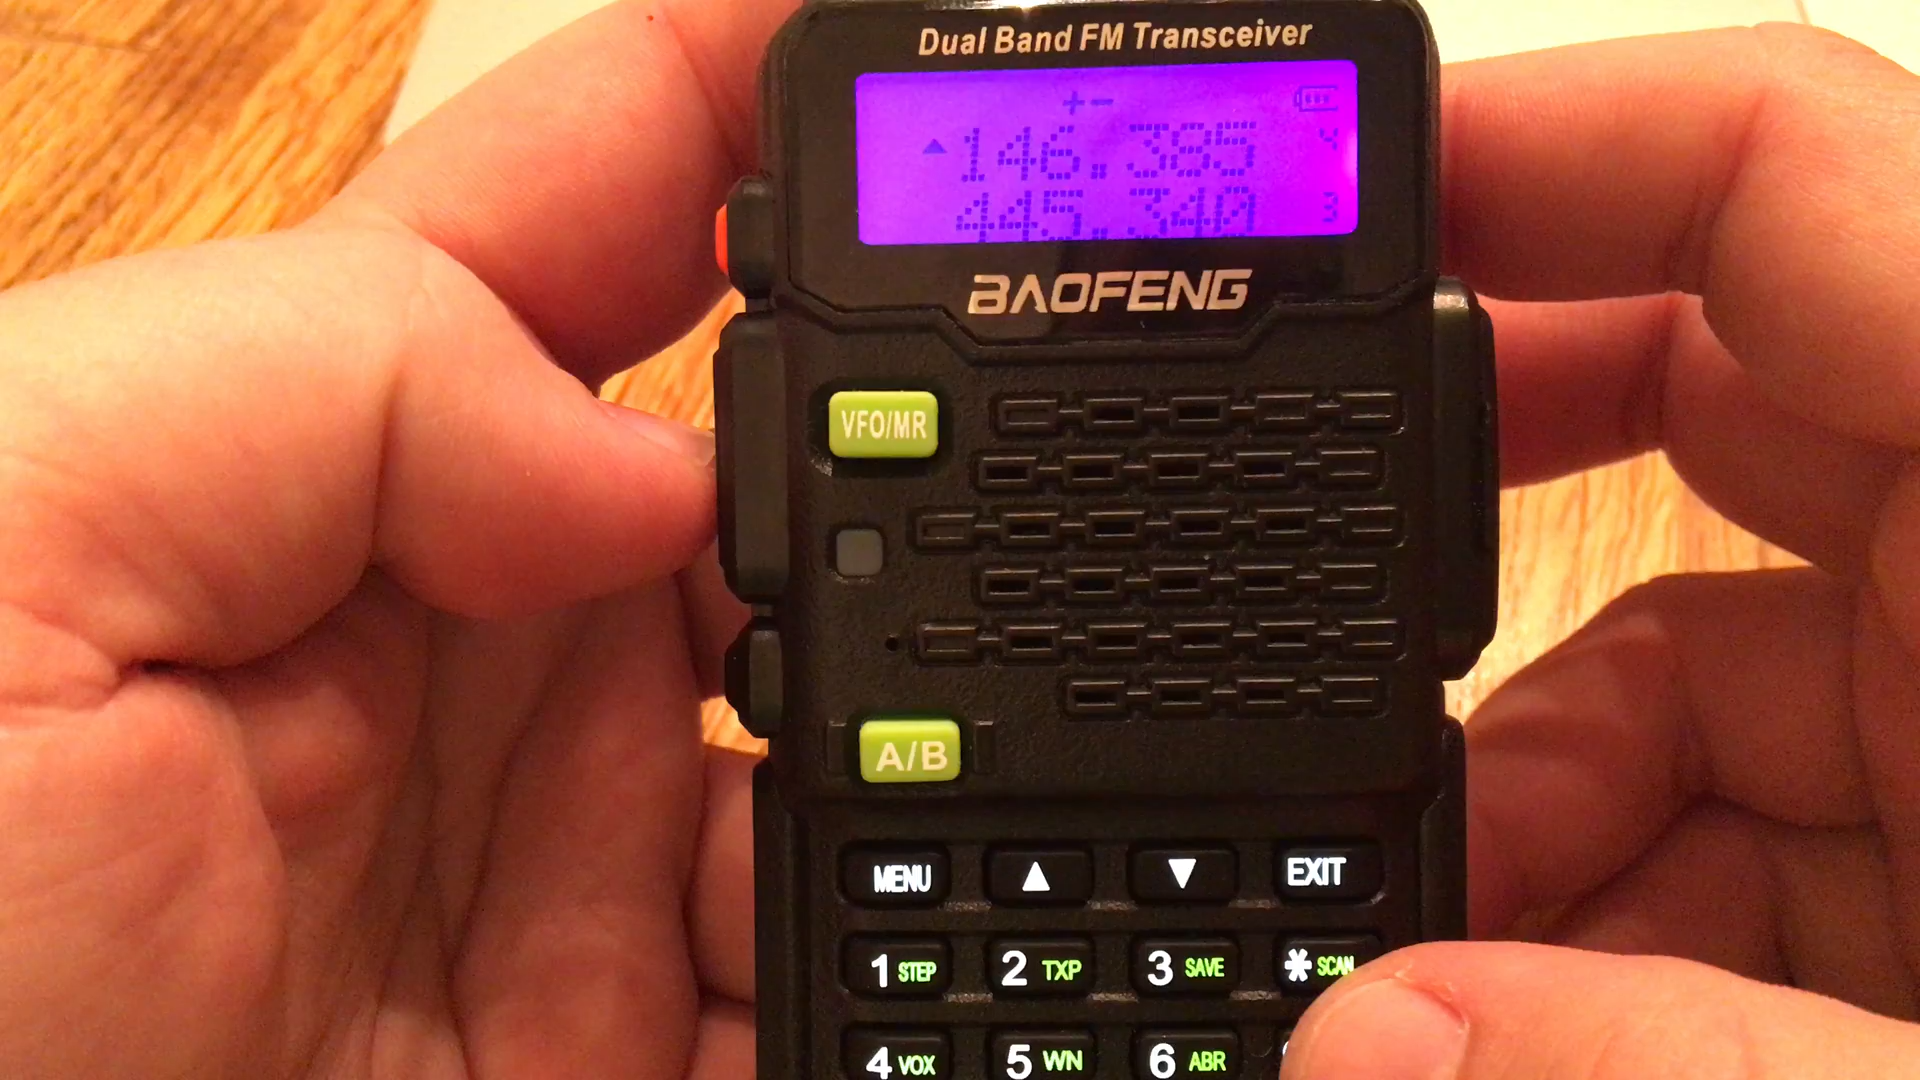 Dual Band FM Transceiver
+ -
▲146.385
445.340
BAOFENG
VFO/MR
A/B
MENU ▲ ▼ EXIT
1 STEP 2 TXP 3 SAVE * SCAN
4 VOX 5 WN 6 ABR